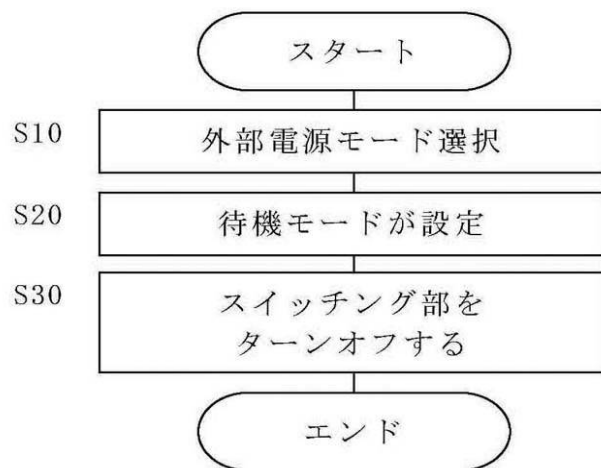 スタート
S10 外部電源モード選択
S20 待機モードが設定
S30 スイッチング部を
ターンオフする
エンド